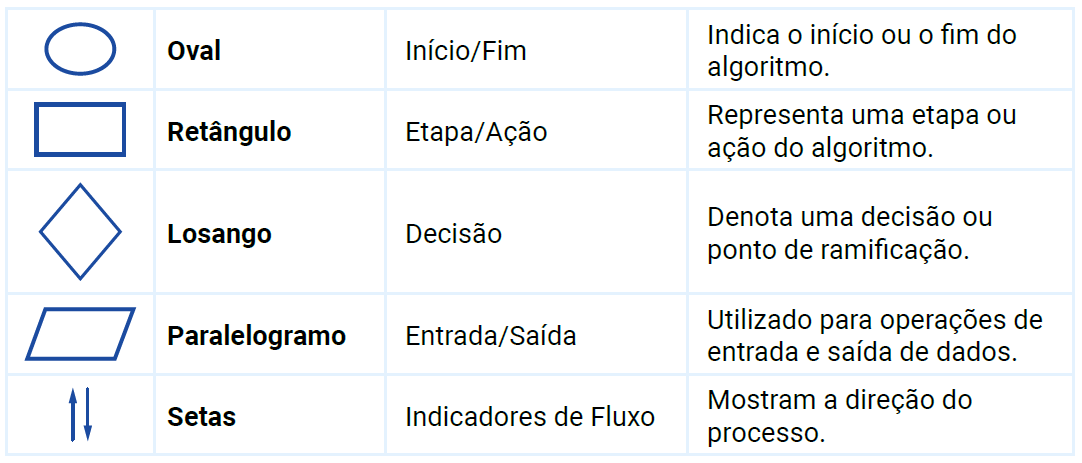 Oval
Início/Fim
Indica o início ou o fim do
algoritmo.
Retângulo
Etapa/Ação
Representa uma etapa ou
ação do algoritmo.
Losango
Decisão
Denota uma decisão ou
ponto de ramificação.
Paralelogramo
Entrada/Saída
Utilizado para operações de
entrada e saída de dados.
Setas
Indicadores de Fluxo
Mostram a direção do
processo.